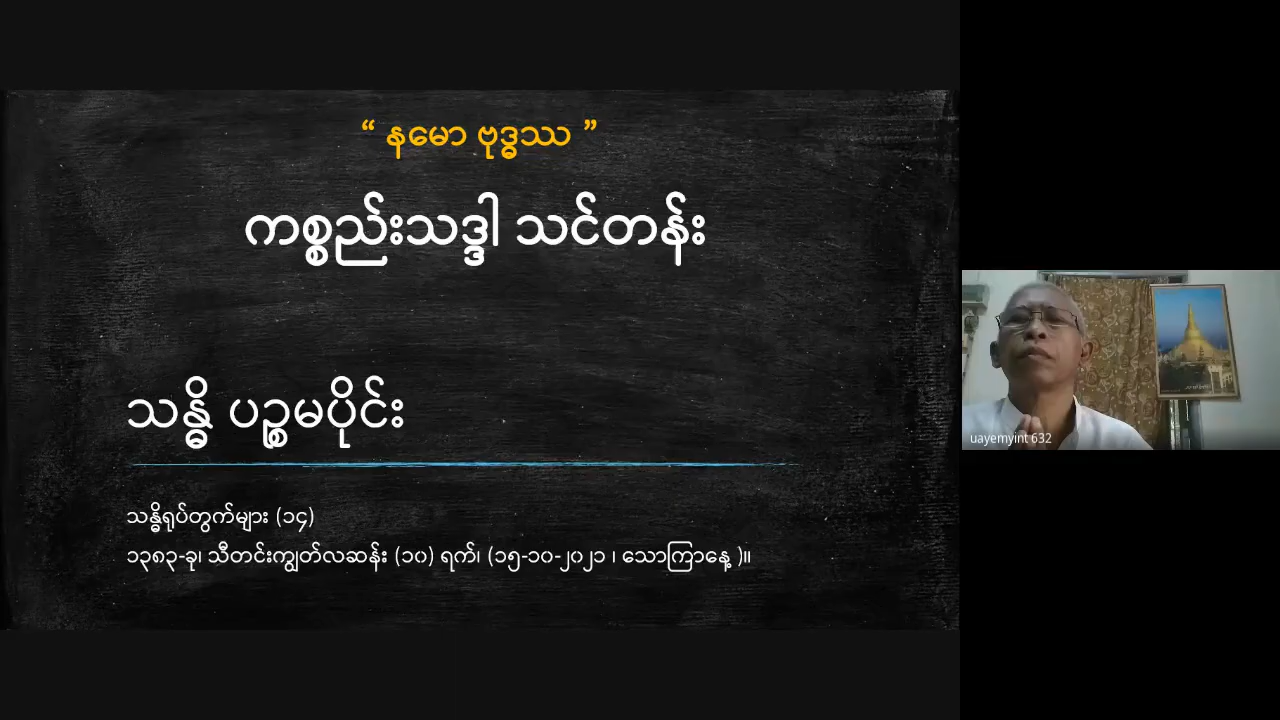 “ နမော ဗုဒ္ဓဿ ”
ကစ္စည်းသဒ္ဒါ သင်တန်း
သန္ဓိ ပဉ္စမပိုင်း
သန္ဓိရုပ်တွက်များ (၁၄)
၁၃၈၃-ခု၊ သီတင်းကျွတ်လဆန်း (၁၀) ရက်၊ (၁၅-၁၀-၂၀၂၁ ၊ သောကြာနေ့ )။
uayemyint 632